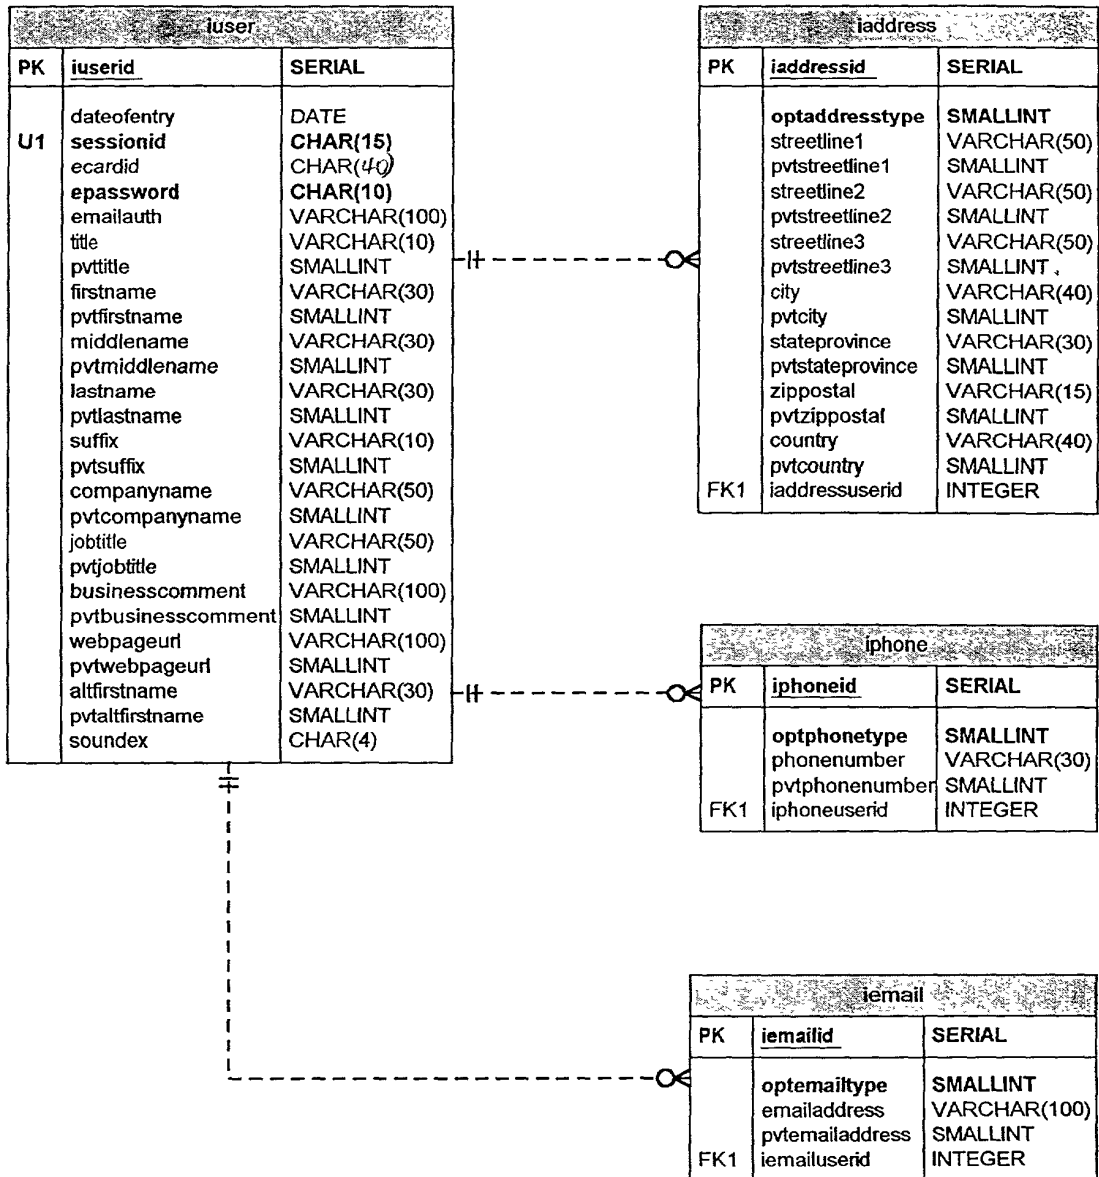 iuser
PK iuserid SERIAL
dateofentry DATE
U1 sessionid CHAR(15)
ecardid CHAR(40)
epassword CHAR(10)
emailauth VARCHAR(100)
title VARCHAR(10)
pvttitle SMALLINT
firstname VARCHAR(30)
pvtfirstname SMALLINT
middlename VARCHAR(30)
pvtmiddlename SMALLINT
lastname VARCHAR(30)
pvtlastname SMALLINT
suffix VARCHAR(10)
pvtsuffix SMALLINT
companyname VARCHAR(50)
pvtcompanyname SMALLINT
jobtitle VARCHAR(50)
pvtjobtitle SMALLINT
businesscomment VARCHAR(100)
pvtbusinesscomment SMALLINT
webpageurl VARCHAR(100)
pvtwebpageurl SMALLINT
altfirstname VARCHAR(30)
pvtaltfirstname SMALLINT
soundex CHAR(4)
iaddress
PK iaddressid SERIAL
optaddresstype SMALLINT
streetline1 VARCHAR(50)
pvtstreetline1 SMALLINT
streetline2 VARCHAR(50)
pvtstreetline2 SMALLINT
streetline3 VARCHAR(50)
pvtstreetline3 SMALLINT
city VARCHAR(40)
pvtcity SMALLINT
stateprovince VARCHAR(30)
pvtstateprovince SMALLINT
zippostal VARCHAR(15)
pvtzippostal SMALLINT
country VARCHAR(40)
pvtcountry SMALLINT
FK1 iaddressuserid INTEGER
iphone
PK iphoneid SERIAL
optphonetype SMALLINT
phonenumber VARCHAR(30)
pvtphonenumber SMALLINT
FK1 iphoneuserid INTEGER
iemail
PK iemailid SERIAL
optemailtype SMALLINT
emailaddress VARCHAR(100)
pvtemailaddress SMALLINT
FK1 iemailuserid INTEGER